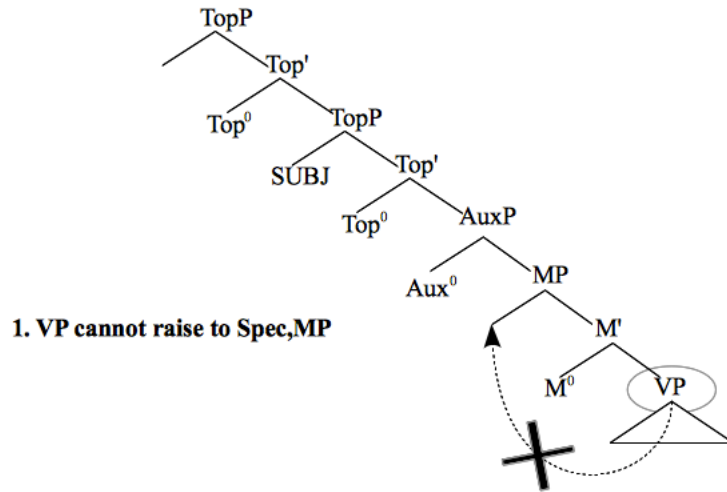 TopP
Top'
Top⁰ TopP
SUBJ Top'
Top⁰ AuxP
Aux⁰ MP
1. VP cannot raise to Spec,MP M'
M⁰ VP